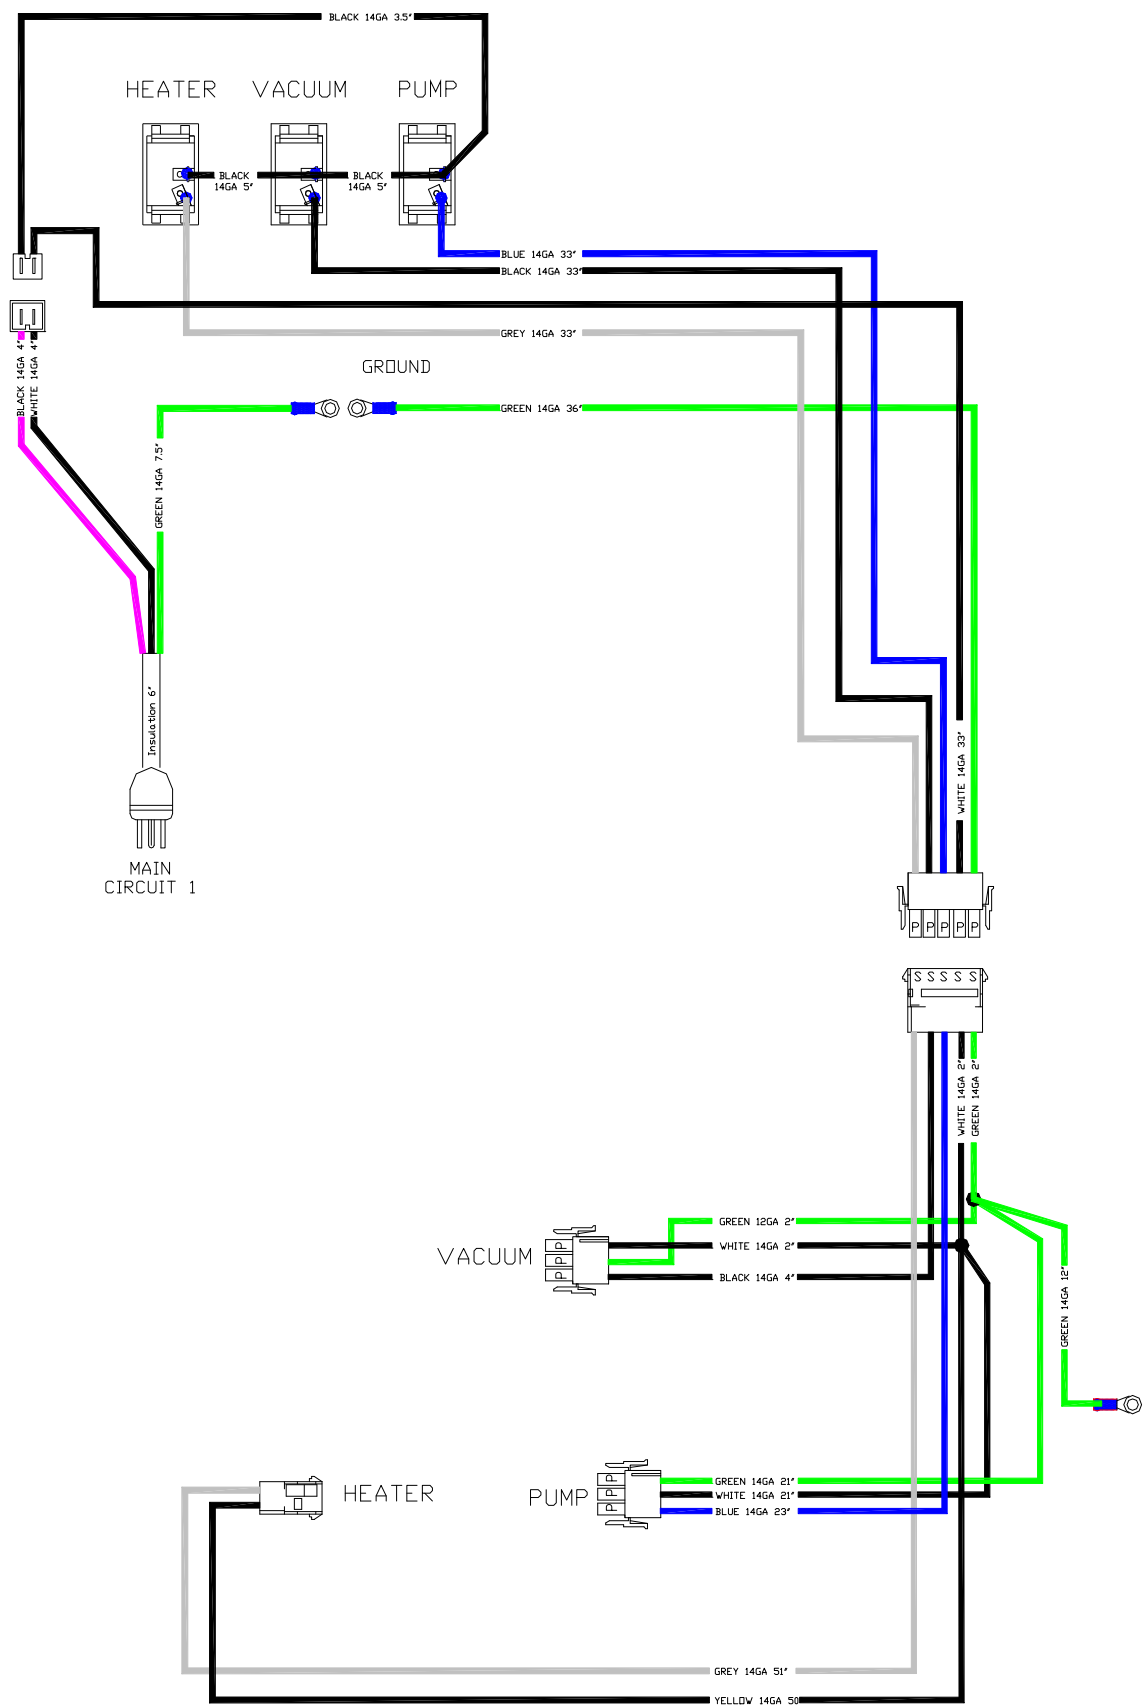 BLACK 14GA 3.5"
HEATER
VACUUM
PUMP
BLACK
14GA 5"
BLACK
14GA 5"
BLUE 14GA 33"
BLACK 14GA 33"
GREY 14GA 33"
BLACK 14GA 4"
WHITE 14GA 4"
GROUND
GREEN 14GA 36"
GREEN 14GA 7.5"
Insulation 6"
MAIN
CIRCUIT 1
WHITE 14GA 33"
P P P P P
S S S S S
WHITE 14GA 2"
GREEN 14GA 2"
GREEN 12GA 2"
WHITE 14GA 2"
BLACK 14GA 4"
VACUUM
P
P
P
GREEN 14GA 12"
HEATER
PUMP
P
P
P
GREEN 14GA 21"
WHITE 14GA 21"
BLUE 14GA 23"
GREY 14GA 51"
YELLOW 14GA 50